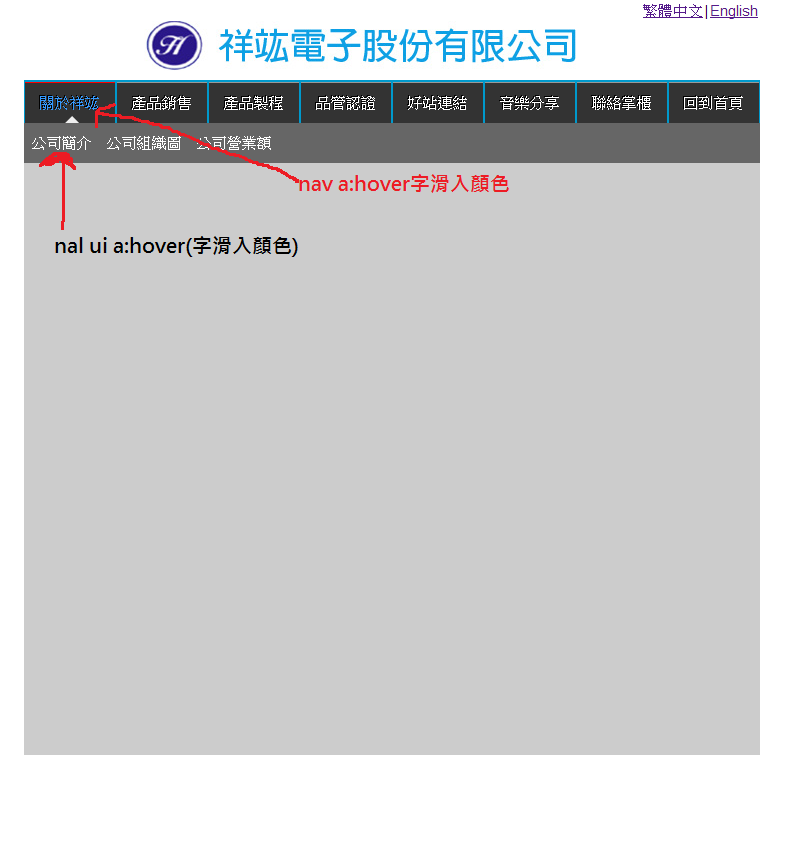 繁體中文|English
H 祥竑電子股份有限公司
關於祥竑 產品銷售 產品製程 品管認證 好站連結 音樂分享 聯絡掌櫃 回到首頁
公司簡介 公司組織圖 公司營業額
nav a:hover字滑入顏色
nal ui a:hover(字滑入顏色)